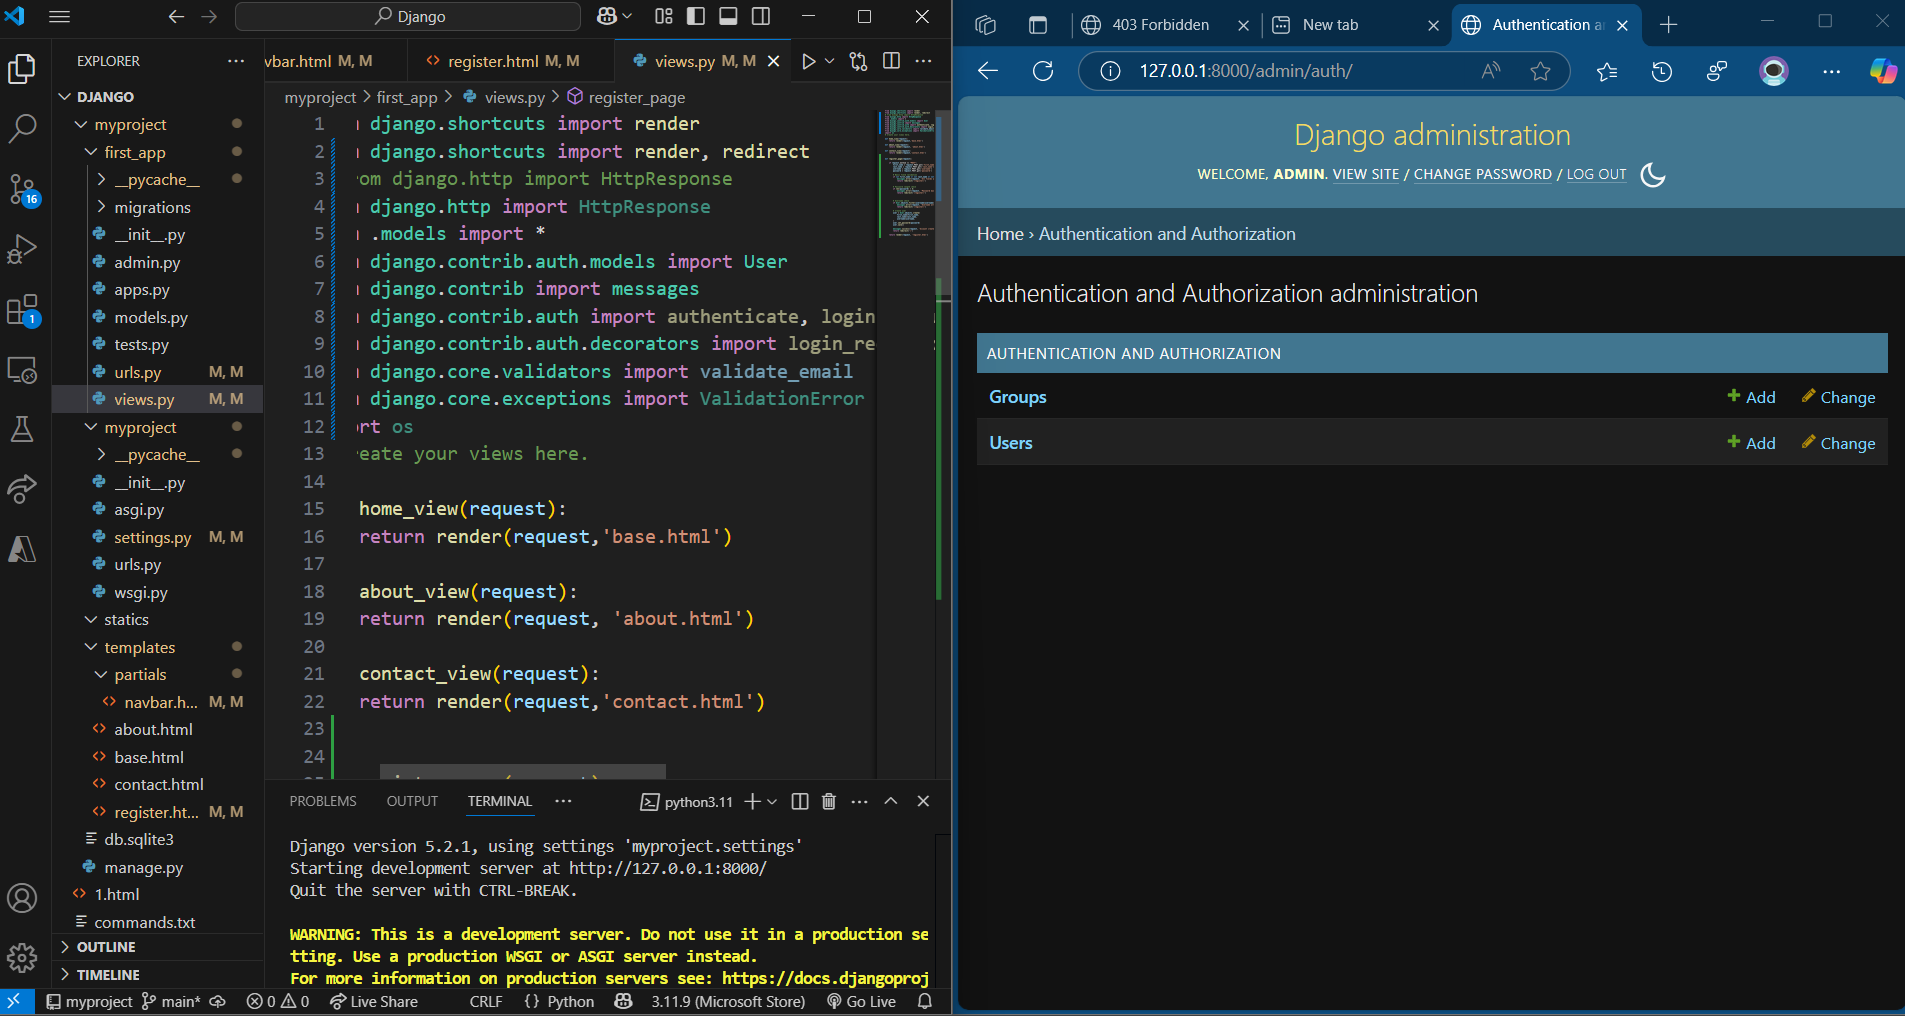 Django
EXPLORER
vbar.html M, M
register.html M, M
views.py M, M
DJANGO
myproject
first_app
__pycache__
migrations
__init__.py
admin.py
apps.py
models.py
tests.py
urls.py M, M
views.py M, M
myproject
__pycache__
__init__.py
asgi.py
settings.py M, M
urls.py
wsgi.py
statics
templates
partials
navbar.h... M, M
about.html
base.html
contact.html
register.ht... M, M
db.sqlite3
manage.py
1.html
commands.txt
OUTLINE
TIMELINE
16
1
myproject > first_app > views.py > register_page
1 django.shortcuts import render
2 django.shortcuts import render, redirect
3 om django.http import HttpResponse
4 django.http import HttpResponse
5 .models import *
6 django.contrib.auth.models import User
7 django.contrib import messages
8 django.contrib.auth import authenticate, login
9 django.contrib.auth.decorators import login_re
10 django.core.validators import validate_email
11 django.core.exceptions import ValidationError
12 rt os
13 eate your views here.
14
15 home_view(request):
16 return render(request,'base.html')
17
18 about_view(request):
19 return render(request, 'about.html')
20
21 contact_view(request):
22 return render(request,'contact.html')
23
24
PROBLEMS OUTPUT TERMINAL ... python3.11
Django version 5.2.1, using settings 'myproject.settings'
Starting development server at http://127.0.0.1:8000/
Quit the server with CTRL-BREAK.
WARNING: This is a development server. Do not use it in a production se
tting. Use a production WSGI or ASGI server instead.
For more information on production servers see: https://docs.djangoproj
myproject main* 0 0 Live Share CRLF {} Python 3.11.9 (Microsoft Store) Go Live
403 Forbidden
New tab
Authentication a
127.0.0.1:8000/admin/auth/
Django administration
WELCOME, ADMIN. VIEW SITE / CHANGE PASSWORD / LOG OUT
Home › Authentication and Authorization
Authentication and Authorization administration
AUTHENTICATION AND AUTHORIZATION
Groups Add Change
Users Add Change